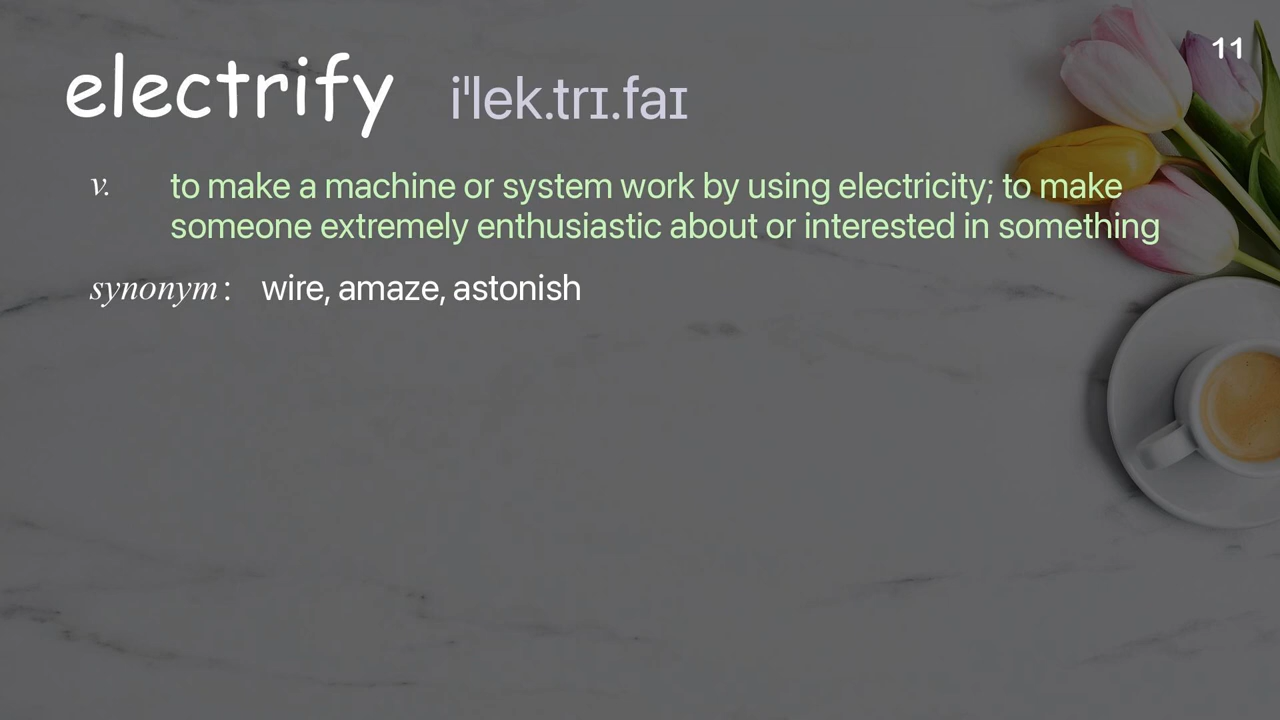 11
electrify iˈlek.trɪ.faɪ
v. to make a machine or system work by using electricity; to make
someone extremely enthusiastic about or interested in something
synonym : wire, amaze, astonish